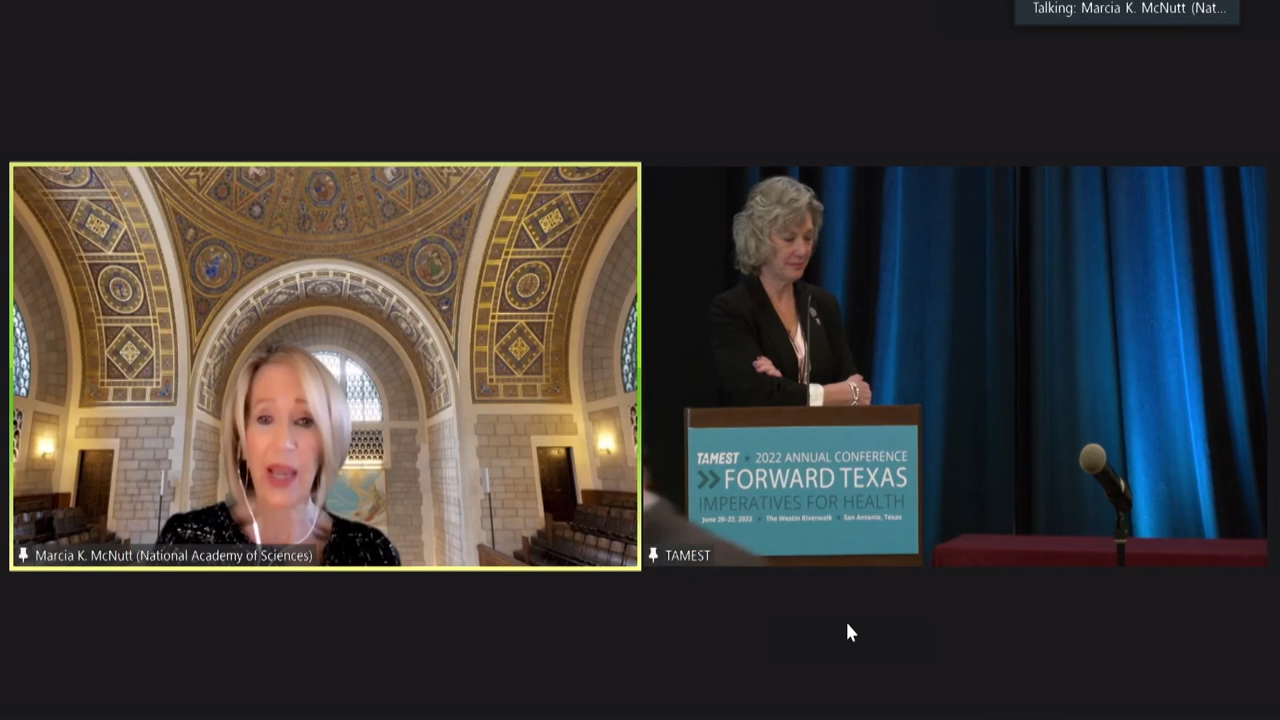 Talking: Marcia K. McNutt (Nat...
TAMEST ★ 2022 ANNUAL CONFERENCE
FORWARD TEXAS
IMPERATIVES FOR HEALTH
June 20-22, 2022 ★ The Westin Riverwalk ★ San Antonio, Texas
Marcia K. McNutt (National Academy of Sciences)
TAMEST